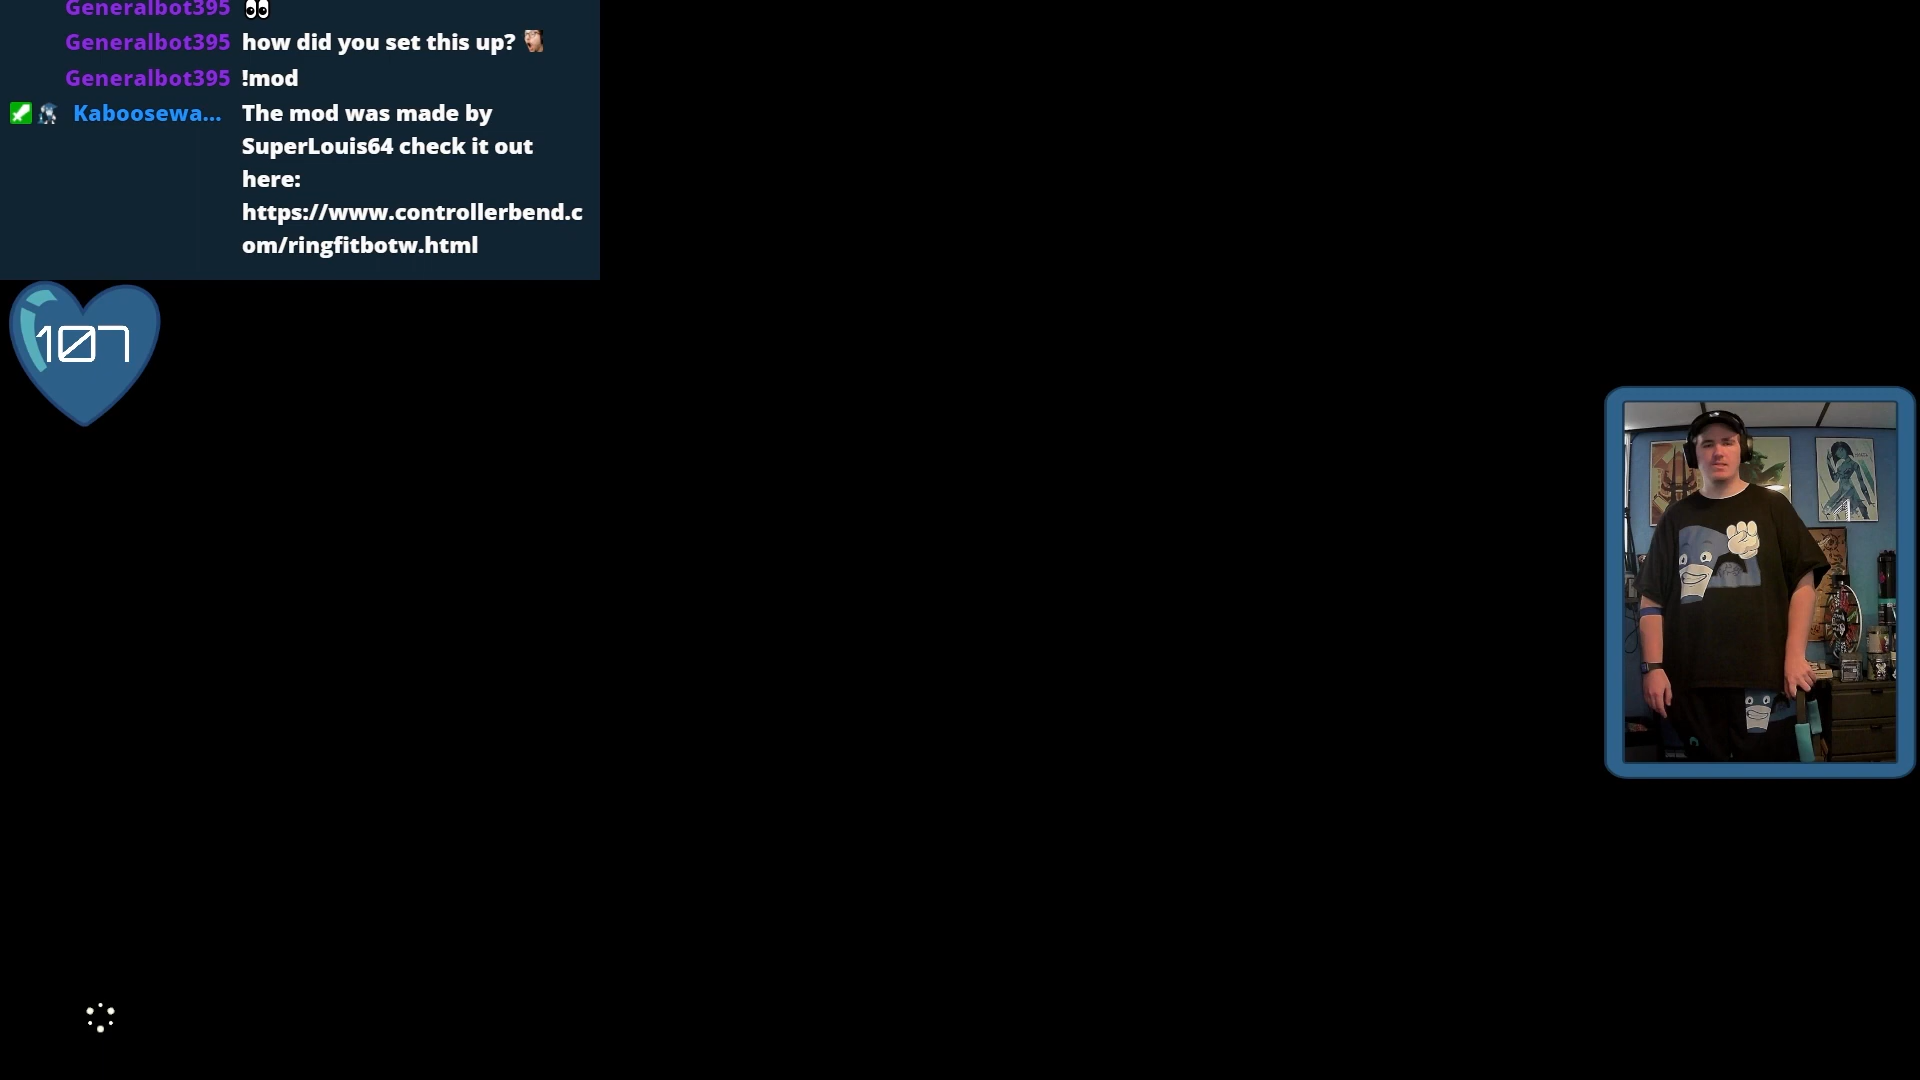 Generalbot395 👀
Generalbot395 how did you set this up?
Generalbot395 !mod
Kaboosewa... The mod was made by
SuperLouis64 check it out
here:
https://www.controllerbend.c
om/ringfitbotw.html
107